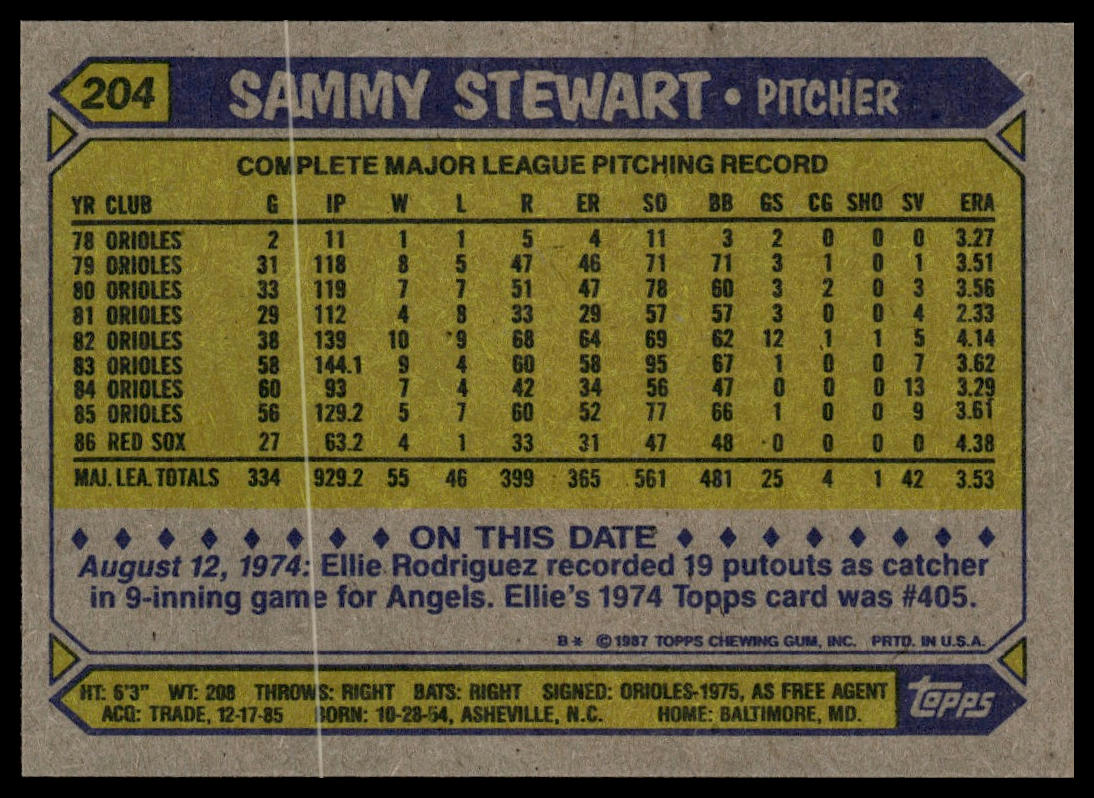 204 SAMMY STEWART • PITCHER
COMPLETE MAJOR LEAGUE PITCHING RECORD
YR CLUB G IP W L R ER SO BB GS CG SHO SV ERA
78 ORIOLES 2 11 1 1 5 4 11 3 2 0 0 0 3.27
79 ORIOLES 31 118 8 5 47 46 71 71 3 1 0 1 3.51
80 ORIOLES 33 119 7 7 51 47 78 60 3 2 0 3 3.56
81 ORIOLES 29 112 4 8 33 29 57 57 3 0 0 4 2.33
82 ORIOLES 38 139 10 9 68 64 69 62 12 1 1 5 4.14
83 ORIOLES 58 144.1 9 4 60 58 95 67 1 0 0 7 3.62
84 ORIOLES 60 93 7 4 42 34 56 47 0 0 0 13 3.29
85 ORIOLES 56 129.2 5 7 60 52 77 66 1 0 0 9 3.61
86 RED SOX 27 63.2 4 1 33 31 47 48 0 0 0 0 4.38
MAJ. LEA. TOTALS 334 929.2 55 46 399 365 561 481 25 4 1 42 3.53
ON THIS DATE
August 12, 1974: Ellie Rodriguez recorded 19 putouts as catcher
in 9-inning game for Angels. Ellie's 1974 Topps card was #405.
B* © 1987 TOPPS CHEWING GUM, INC. PRTD. IN U.S.A.
HT: 6'3" WT: 208 THROWS: RIGHT BATS: RIGHT SIGNED: ORIOLES-1975, AS FREE AGENT
ACQ: TRADE, 12-17-85 BORN: 10-28-54, ASHEVILLE, N.C. HOME: BALTIMORE, MD.
topps